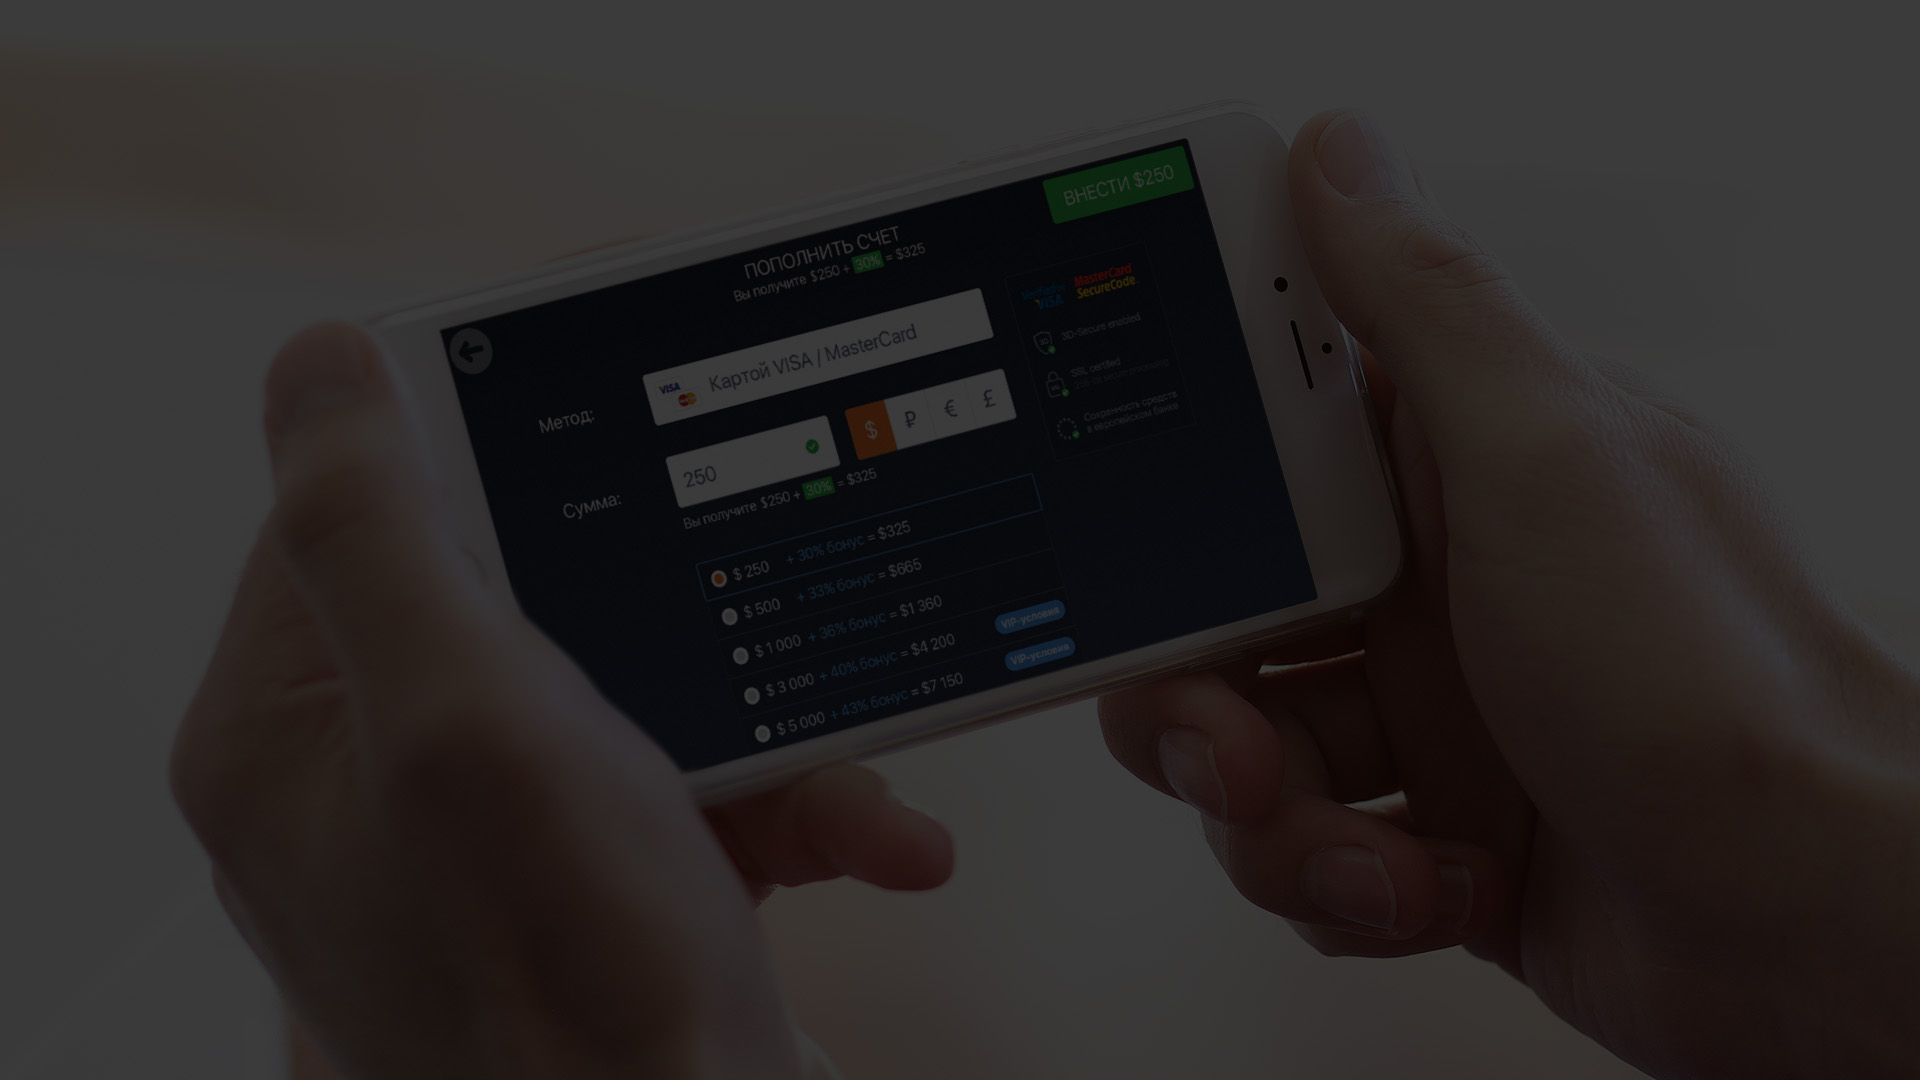 ВНЕСТИ $250
ПОПОЛНИТЬ СЧЕТ
Вы получите $250 + 30% = $325
Метод:
VISA
Картой VISA / MasterCard
Сумма:
250
$ ₽ € £
Вы получите $250 + 30% = $325
$ 250 + 30% бонус = $325
$ 500 + 33% бонус = $665
$ 1 000 + 36% бонус = $1 360
$ 3 000 + 40% бонус = $4 200 VIP-условия
$ 5 000 + 43% бонус = $7 150 VIP-условия
Verified by VISA
MasterCard SecureCode.
3D-Secure enabled
SSL certified
Сохранность средств
в европейском банке